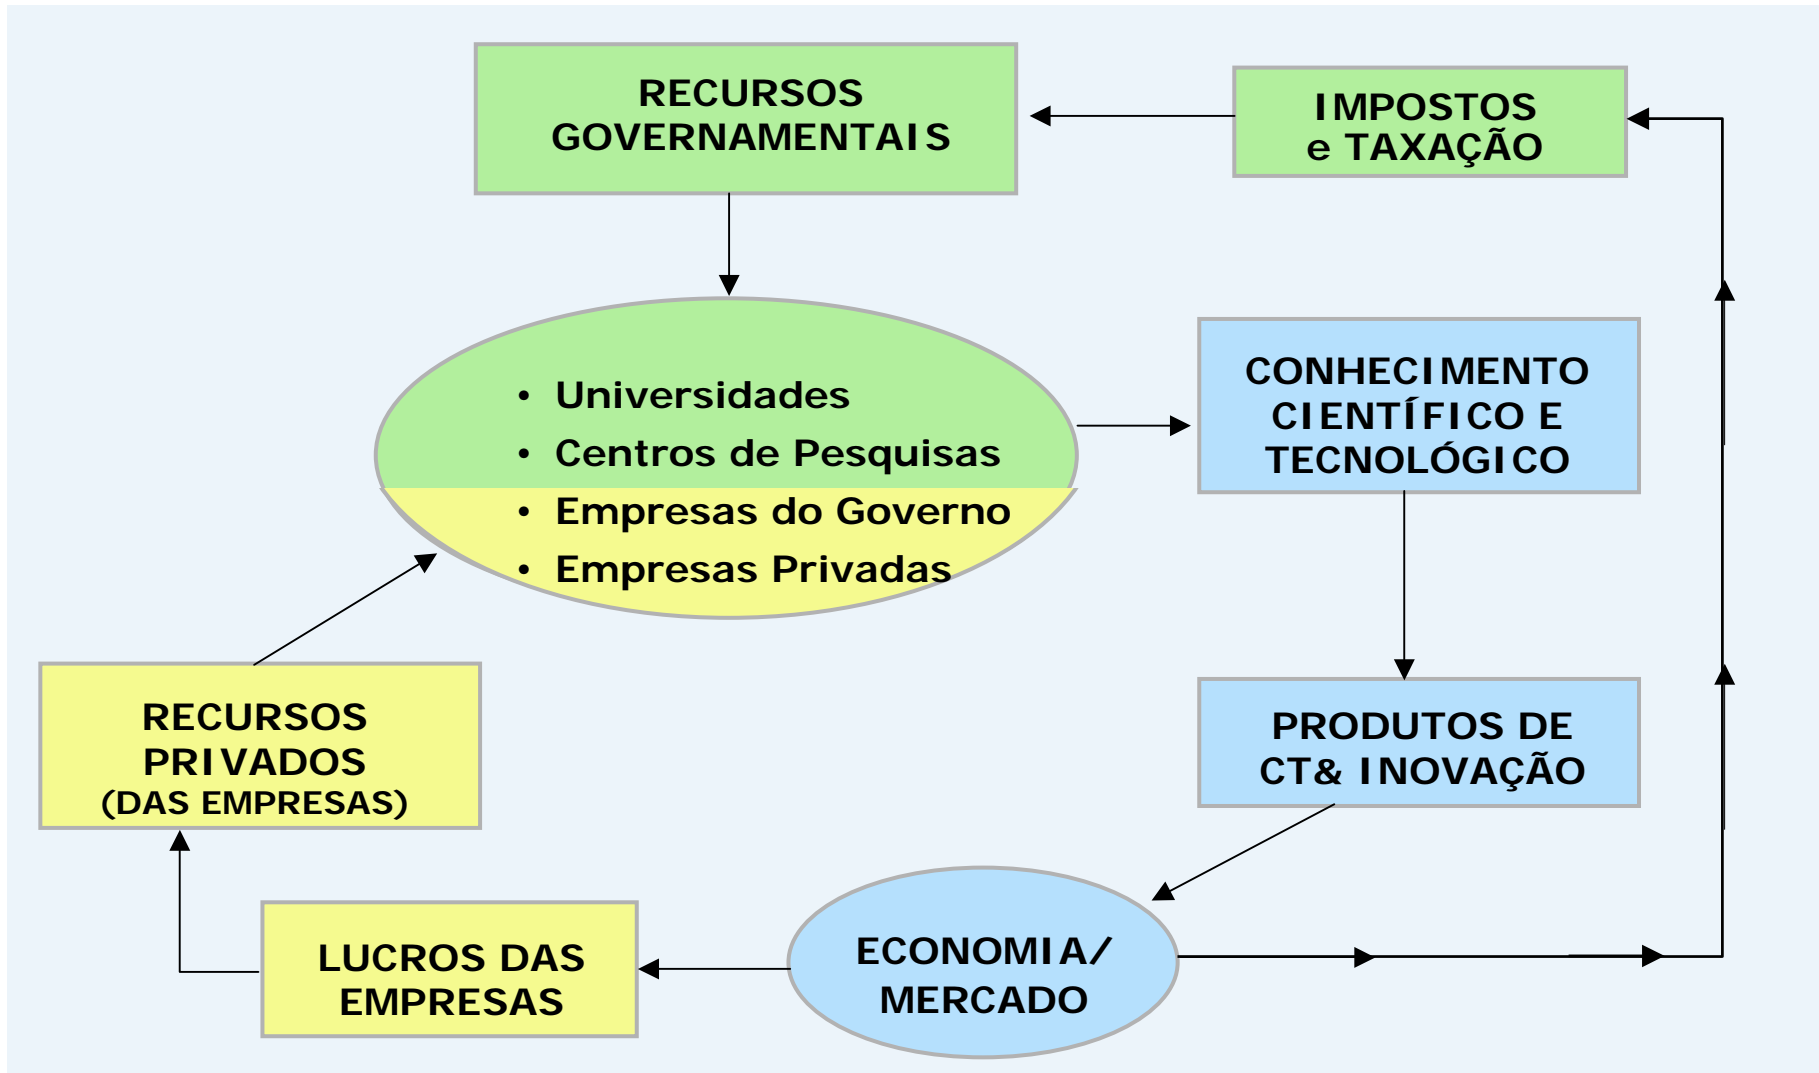 RECURSOS
GOVERNAMENTAIS
IMPOSTOS
e TAXAÇÃO
• Universidades
• Centros de Pesquisas
• Empresas do Governo
• Empresas Privadas
CONHECIMENTO
CIENTÍFICO E
TECNOLÓGICO
RECURSOS
PRIVADOS
(DAS EMPRESAS)
PRODUTOS DE
CT& INOVAÇÃO
LUCROS DAS
EMPRESAS
ECONOMIA/
MERCADO